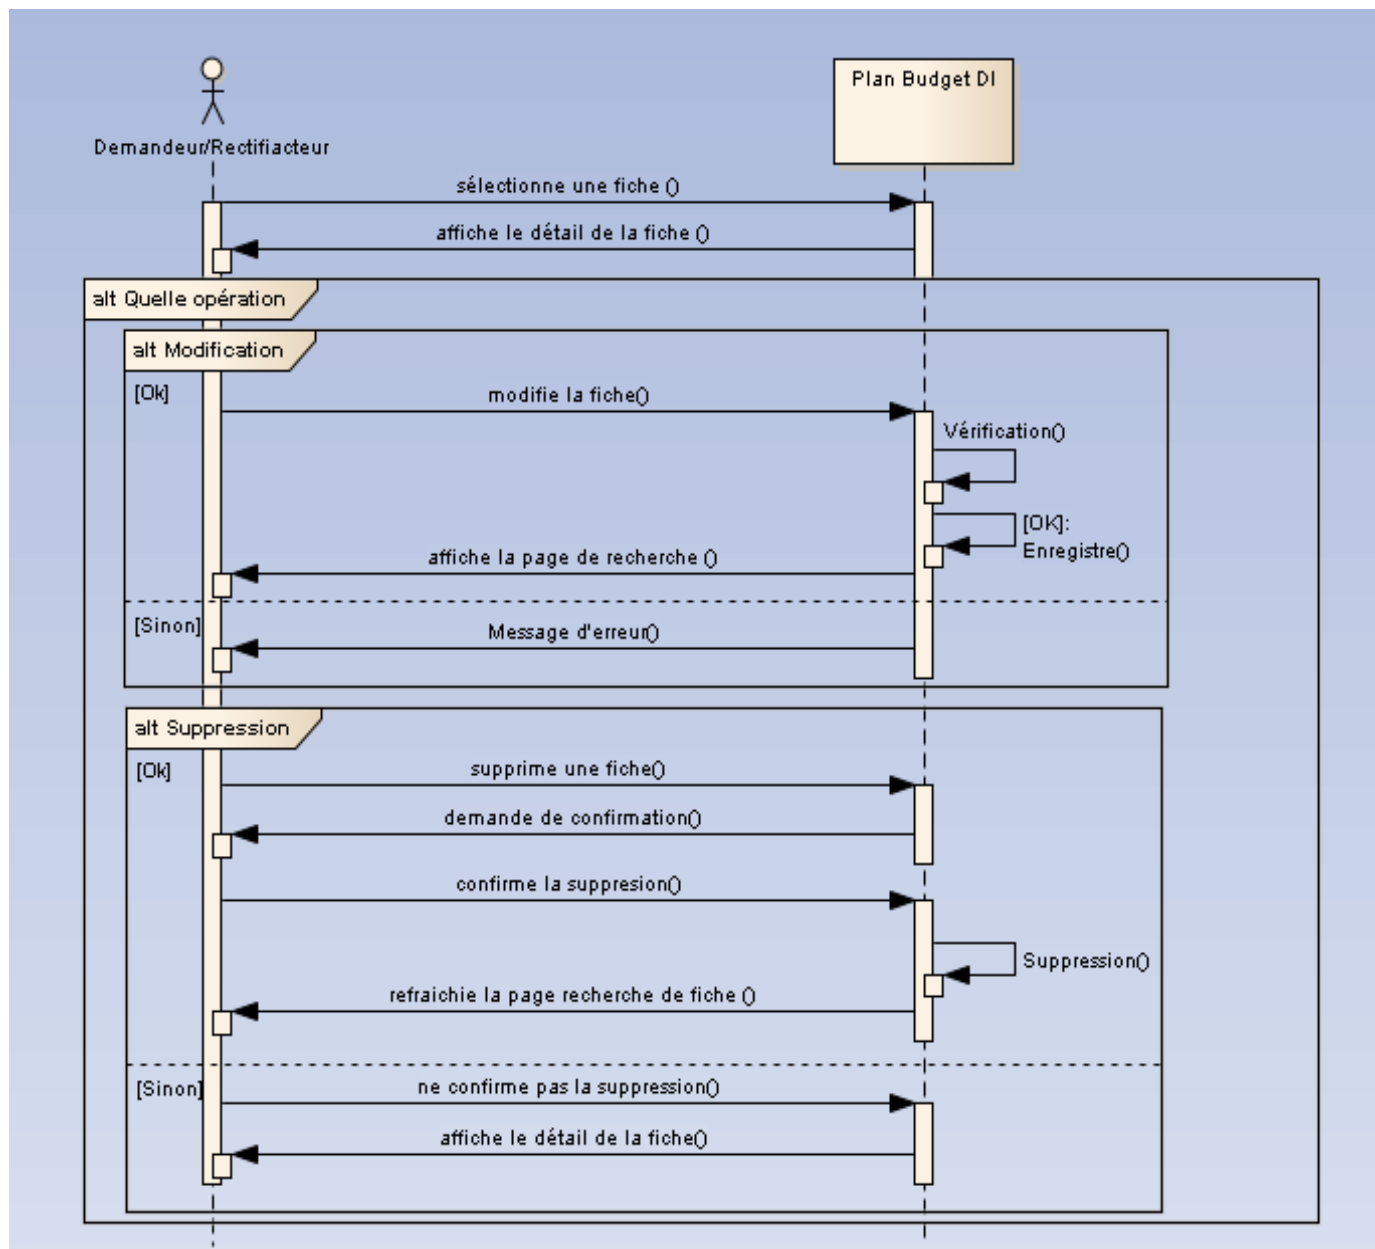 Plan Budget DI
Demandeur/Rectifiacteur
sélectionne une fiche ()
affiche le détail de la fiche ()
alt Quelle opération
alt Modification
[Ok]
modifie la fiche()
Vérification()
[OK]:
Enregistre()
affiche la page de recherche ()
[Sinon]
Message d'erreur()
alt Suppression
[Ok]
supprime une fiche()
demande de confirmation()
confirme la suppresion()
Suppression()
refraichie la page recherche de fiche ()
[Sinon]
ne confirme pas la suppression()
affiche le détail de la fiche()